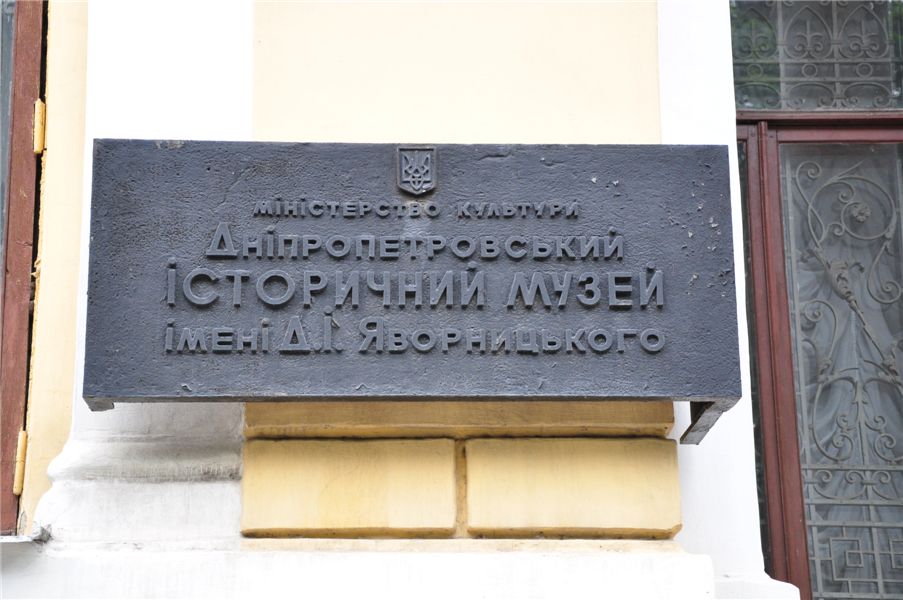 МІНІСТЕРСТВО КУЛЬТУРИ
ДНІПРОПЕТРОВСЬКИЙ
ІСТОРИЧНИЙ МУЗЕЙ
ІМЕНІ Д.І. ЯВОРНИЦЬКОГО